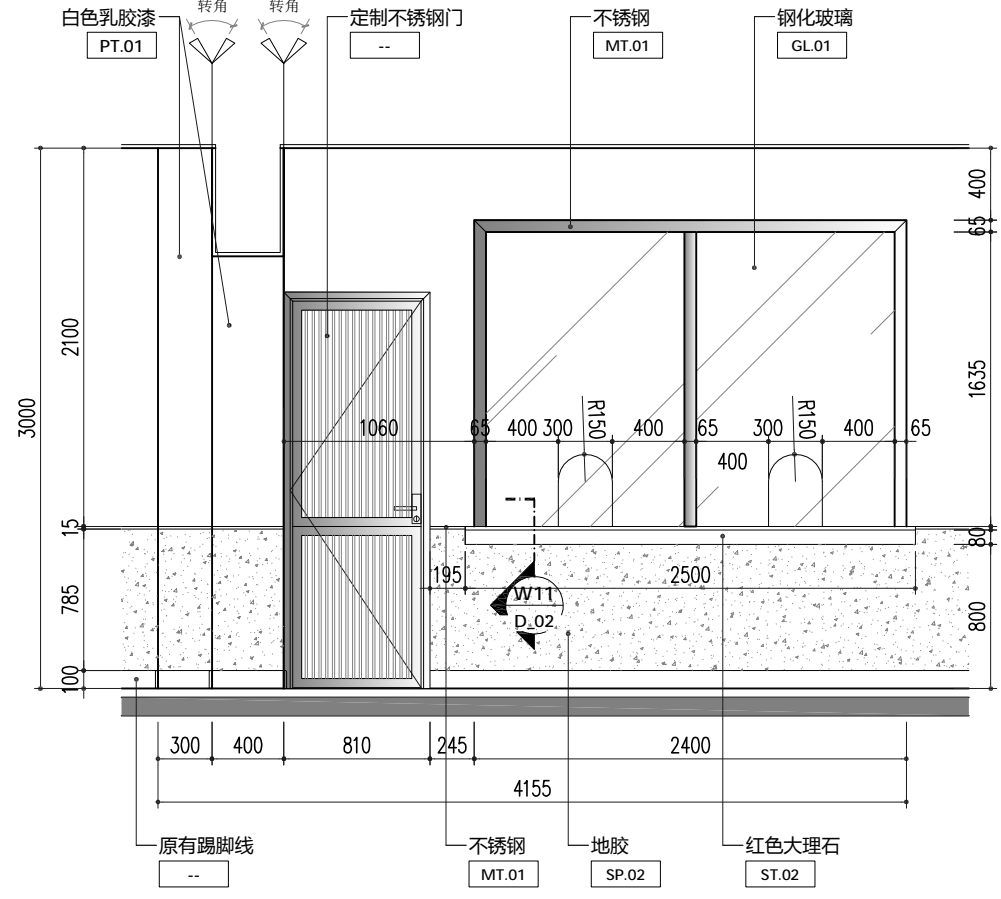 转角
转角
白色乳胶漆
PT.01
定制不锈钢门
--
不锈钢
MT.01
钢化玻璃
GL.01
400
65
2100
1635
3000
R150
R150
1060
65
400
300
400
65
300
400
65
400
15
80
195
2500
W11
D_02
785
800
100
300
400
810
245
2400
4155
原有踢脚线
--
不锈钢
MT.01
地胶
SP.02
红色大理石
ST.02